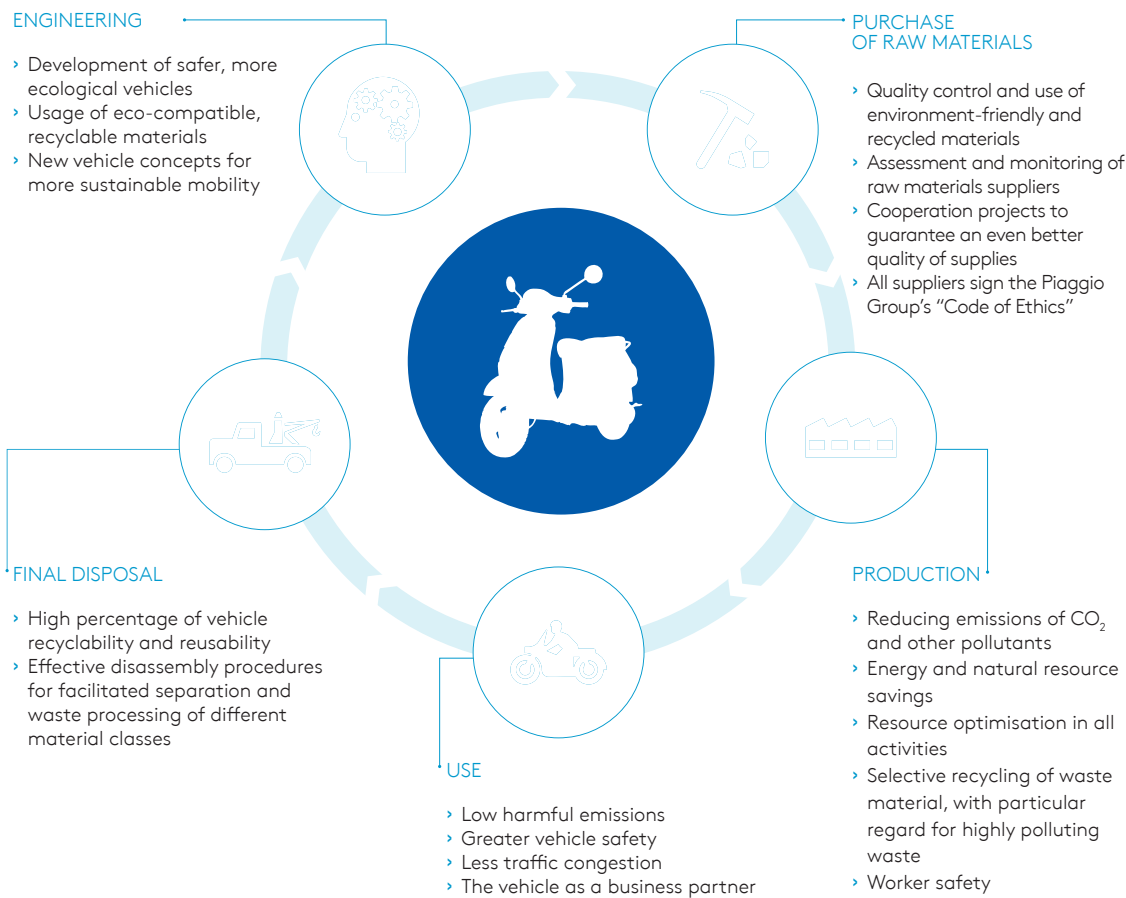 ENGINEERING
› Development of safer, more
ecological vehicles
› Usage of eco-compatible,
recyclable materials
› New vehicle concepts for
more sustainable mobility
PURCHASE
OF RAW MATERIALS
› Quality control and use of
environment-friendly and
recycled materials
› Assessment and monitoring of
raw materials suppliers
› Cooperation projects to
guarantee an even better
quality of supplies
› All suppliers sign the Piaggio
Group's “Code of Ethics”
FINAL DISPOSAL
› High percentage of vehicle
recyclability and reusability
› Effective disassembly procedures
for facilitated separation and
waste processing of different
material classes
USE
› Low harmful emissions
› Greater vehicle safety
› Less traffic congestion
› The vehicle as a business partner
PRODUCTION
› Reducing emissions of CO₂
and other pollutants
› Energy and natural resource
savings
› Resource optimisation in all
activities
› Selective recycling of waste
material, with particular
regard for highly polluting
waste
› Worker safety